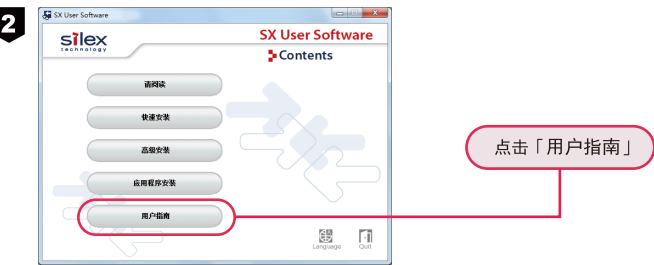 2
SX User Software
silex
technology
SX User Software
Contents
请阅读
快速安装
高级安装
应用程序安装
用户指南
Language
Quit
点击「用户指南」